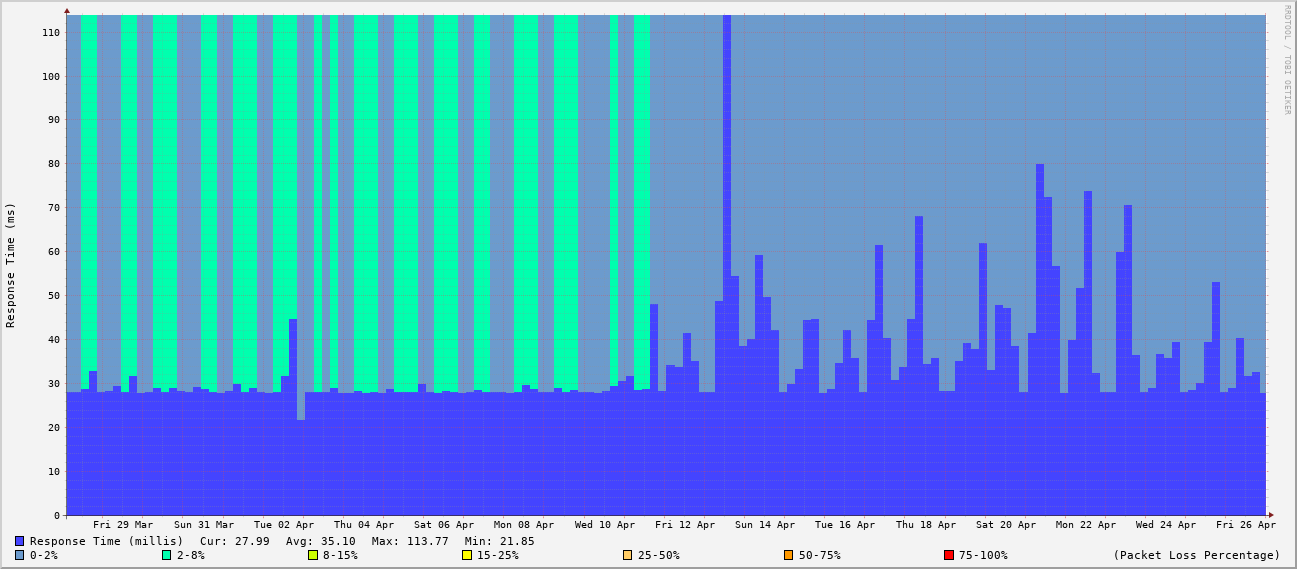 RRDTOOL / TOBI OETIKER
Response Time (ms)
110
100
90
80
70
60
50
40
30
20
10
0
Fri 29 Mar Sun 31 Mar Tue 02 Apr Thu 04 Apr Sat 06 Apr Mon 08 Apr Wed 10 Apr Fri 12 Apr Sun 14 Apr Tue 16 Apr Thu 18 Apr Sat 20 Apr Mon 22 Apr Wed 24 Apr Fri 26 Apr
Response Time (millis) Cur: 27.99 Avg: 35.10 Max: 113.77 Min: 21.85
0-2% 2-8% 8-15% 15-25% 25-50% 50-75% 75-100% (Packet Loss Percentage)